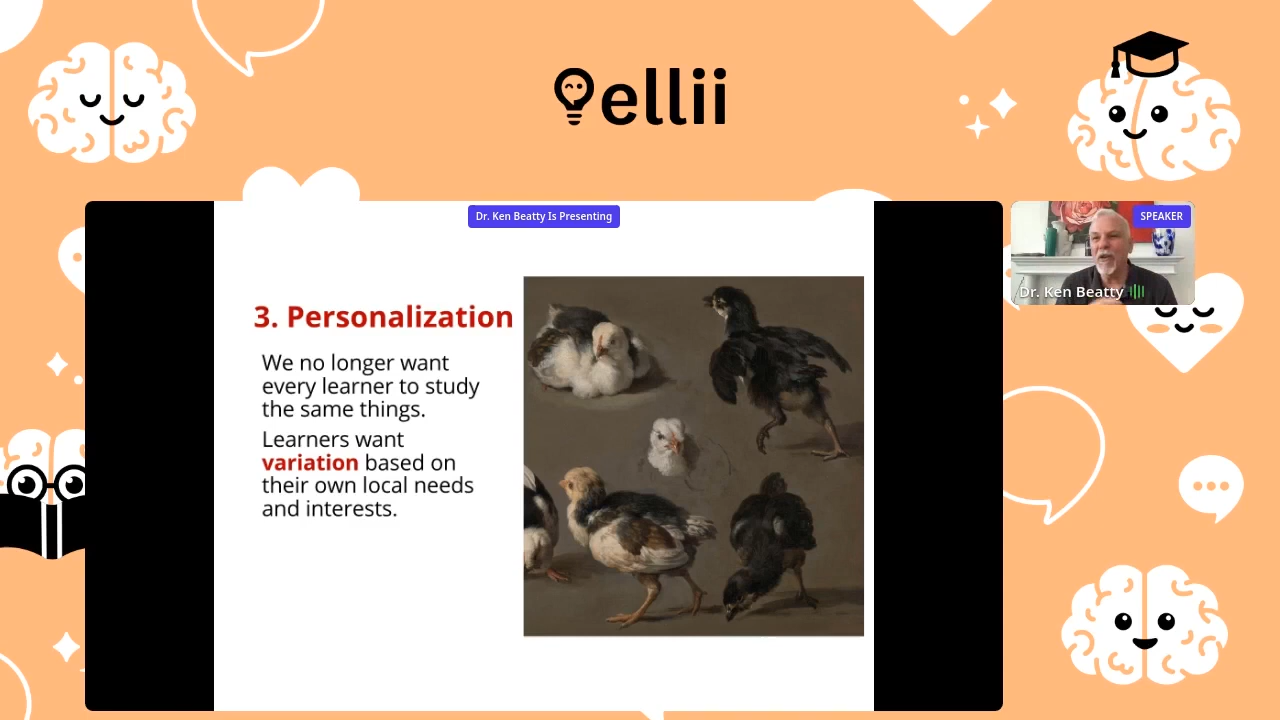 ellii
Dr. Ken Beatty Is Presenting
SPEAKER
Dr. Ken Beatty
3. Personalization
We no longer want
every learner to study
the same things.
Learners want
variation based on
their own local needs
and interests.